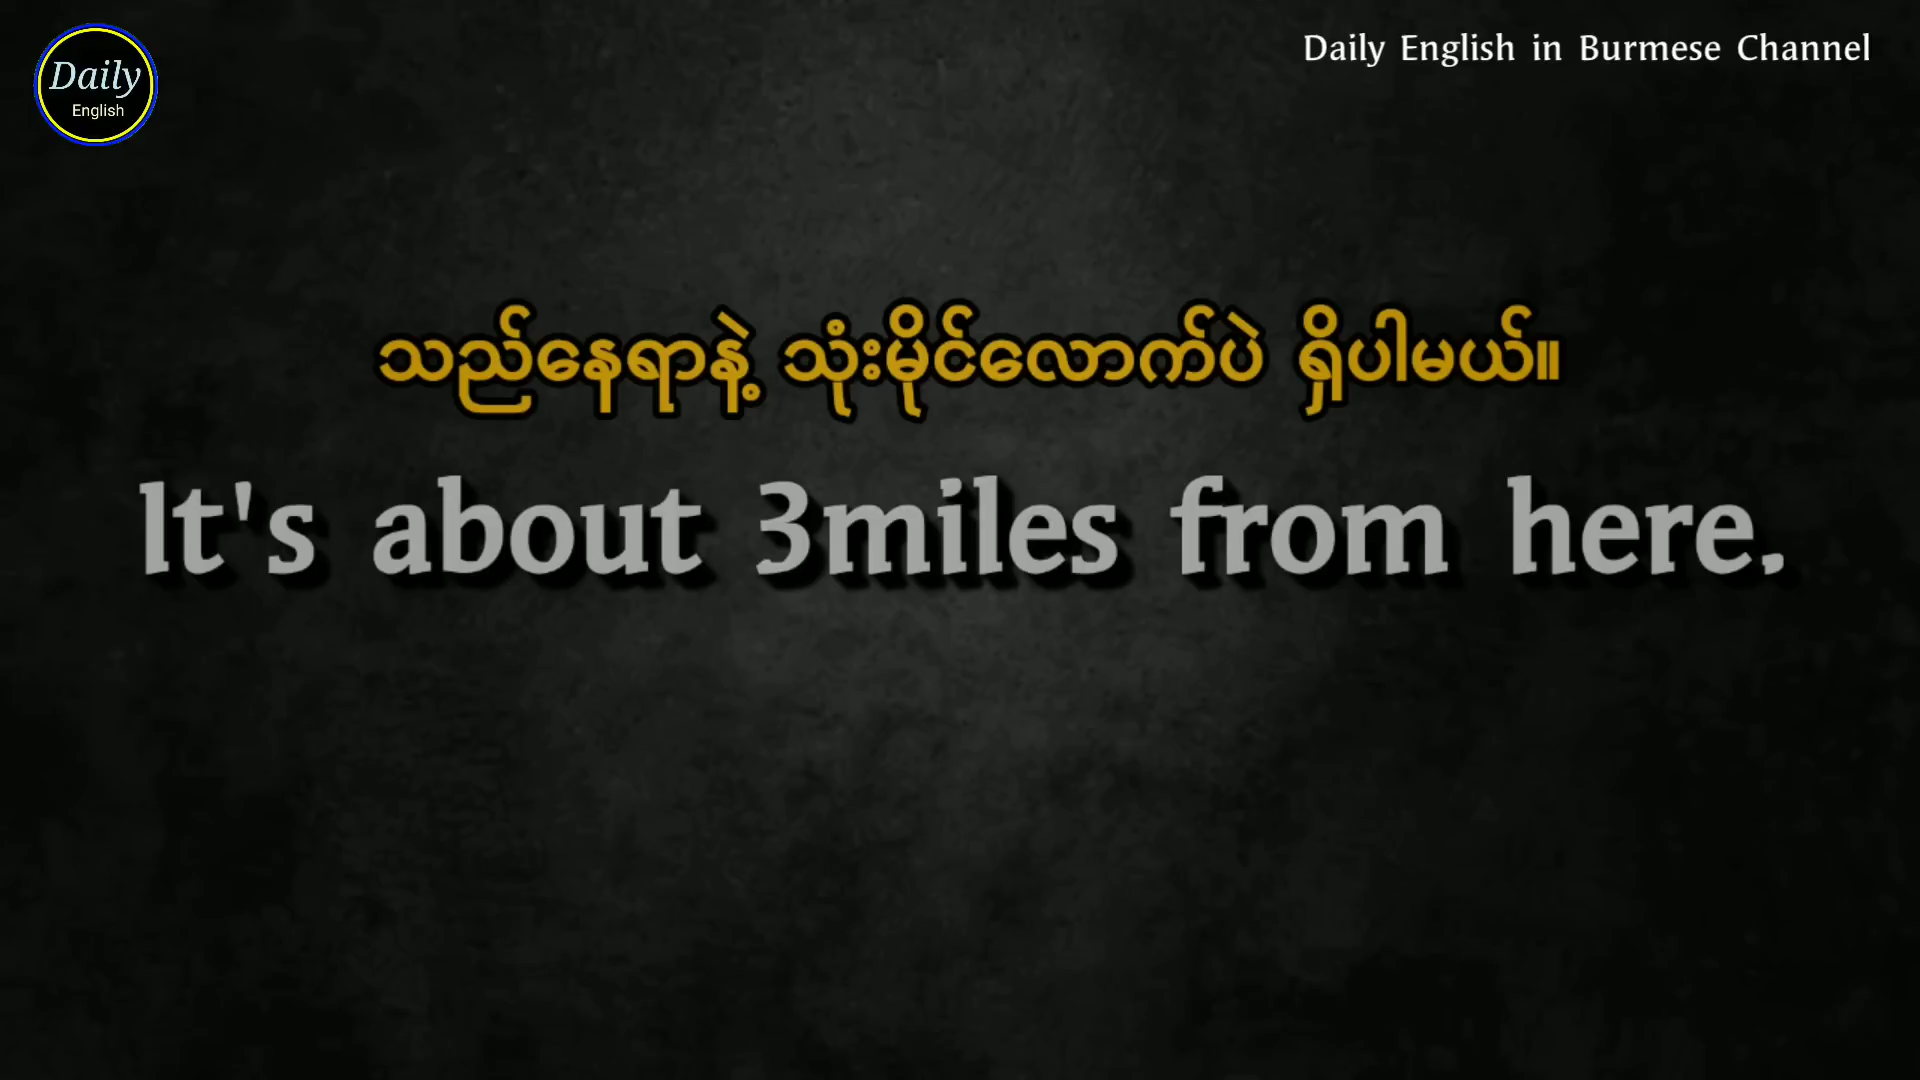 Daily
English
Daily English in Burmese Channel
သည်နေရာနဲ့ သုံးမိုင်လောက်ပဲ ရှိပါမယ်။
It's about 3miles from here.